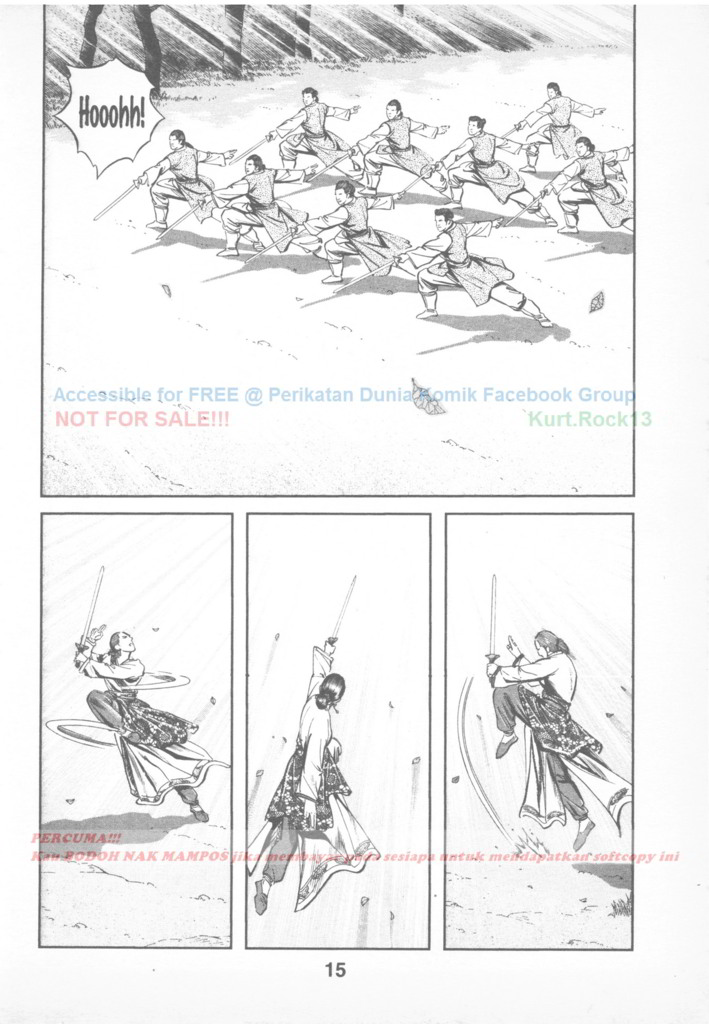 Hooohh!
Accessible for FREE @ Perikatan Dunia Komik Facebook Group
NOT FOR SALE!!! Kurt.Rock13
PERCUMA!!!
Kau BODOH NAK MAMPOS jika membayar pada sesiapa untuk mendapatkan softcopy ini
15